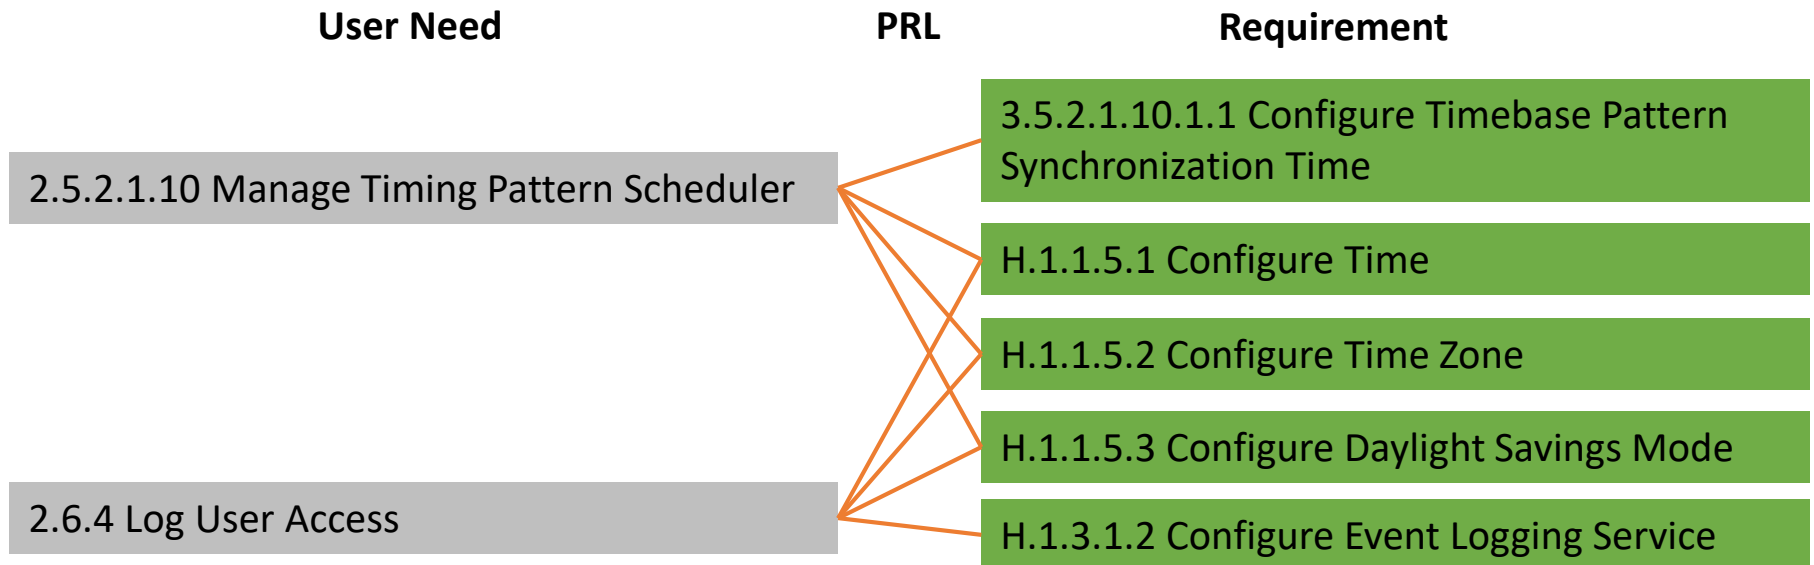 User Need
PRL
Requirement
3.5.2.1.10.1.1 Configure Timebase Pattern
Synchronization Time
2.5.2.1.10 Manage Timing Pattern Scheduler
H.1.1.5.1 Configure Time
H.1.1.5.2 Configure Time Zone
H.1.1.5.3 Configure Daylight Savings Mode
2.6.4 Log User Access
H.1.3.1.2 Configure Event Logging Service